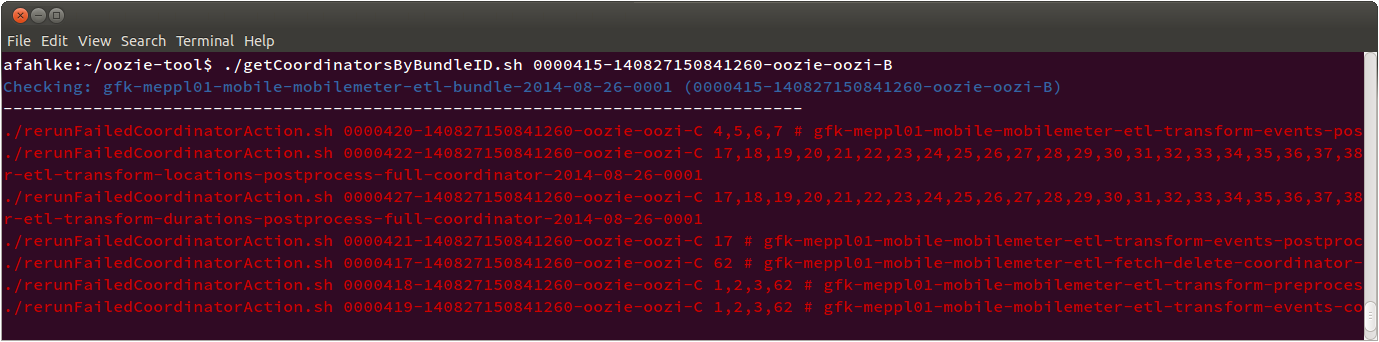 File Edit View Search Terminal Help
afahlke:~/oozie-tool$ ./getCoordinatorsByBundleID.sh 0000415-140827150841260-oozie-oozi-B
Checking: gfk-meppl01-mobile-mobilemeter-etl-bundle-2014-08-26-0001 (0000415-140827150841260-oozie-oozi-B)
--------------------------------------------------------------------------------
./rerunFailedCoordinatorAction.sh 0000420-140827150841260-oozie-oozi-C 4,5,6,7 # gfk-meppl01-mobile-mobilemeter-etl-transform-events-pos
./rerunFailedCoordinatorAction.sh 0000422-140827150841260-oozie-oozi-C 17,18,19,20,21,22,23,24,25,26,27,28,29,30,31,32,33,34,35,36,37,38
r-etl-transform-locations-postprocess-full-coordinator-2014-08-26-0001
./rerunFailedCoordinatorAction.sh 0000427-140827150841260-oozie-oozi-C 17,18,19,20,21,22,23,24,25,26,27,28,29,30,31,32,33,34,35,36,37,38
r-etl-transform-durations-postprocess-full-coordinator-2014-08-26-0001
./rerunFailedCoordinatorAction.sh 0000421-140827150841260-oozie-oozi-C 17 # gfk-meppl01-mobile-mobilemeter-etl-transform-events-postproc
./rerunFailedCoordinatorAction.sh 0000417-140827150841260-oozie-oozi-C 62 # gfk-meppl01-mobile-mobilemeter-etl-fetch-delete-coordinator-
./rerunFailedCoordinatorAction.sh 0000418-140827150841260-oozie-oozi-C 1,2,3,62 # gfk-meppl01-mobile-mobilemeter-etl-transform-preproces
./rerunFailedCoordinatorAction.sh 0000419-140827150841260-oozie-oozi-C 1,2,3,62 # gfk-meppl01-mobile-mobilemeter-etl-transform-events-co